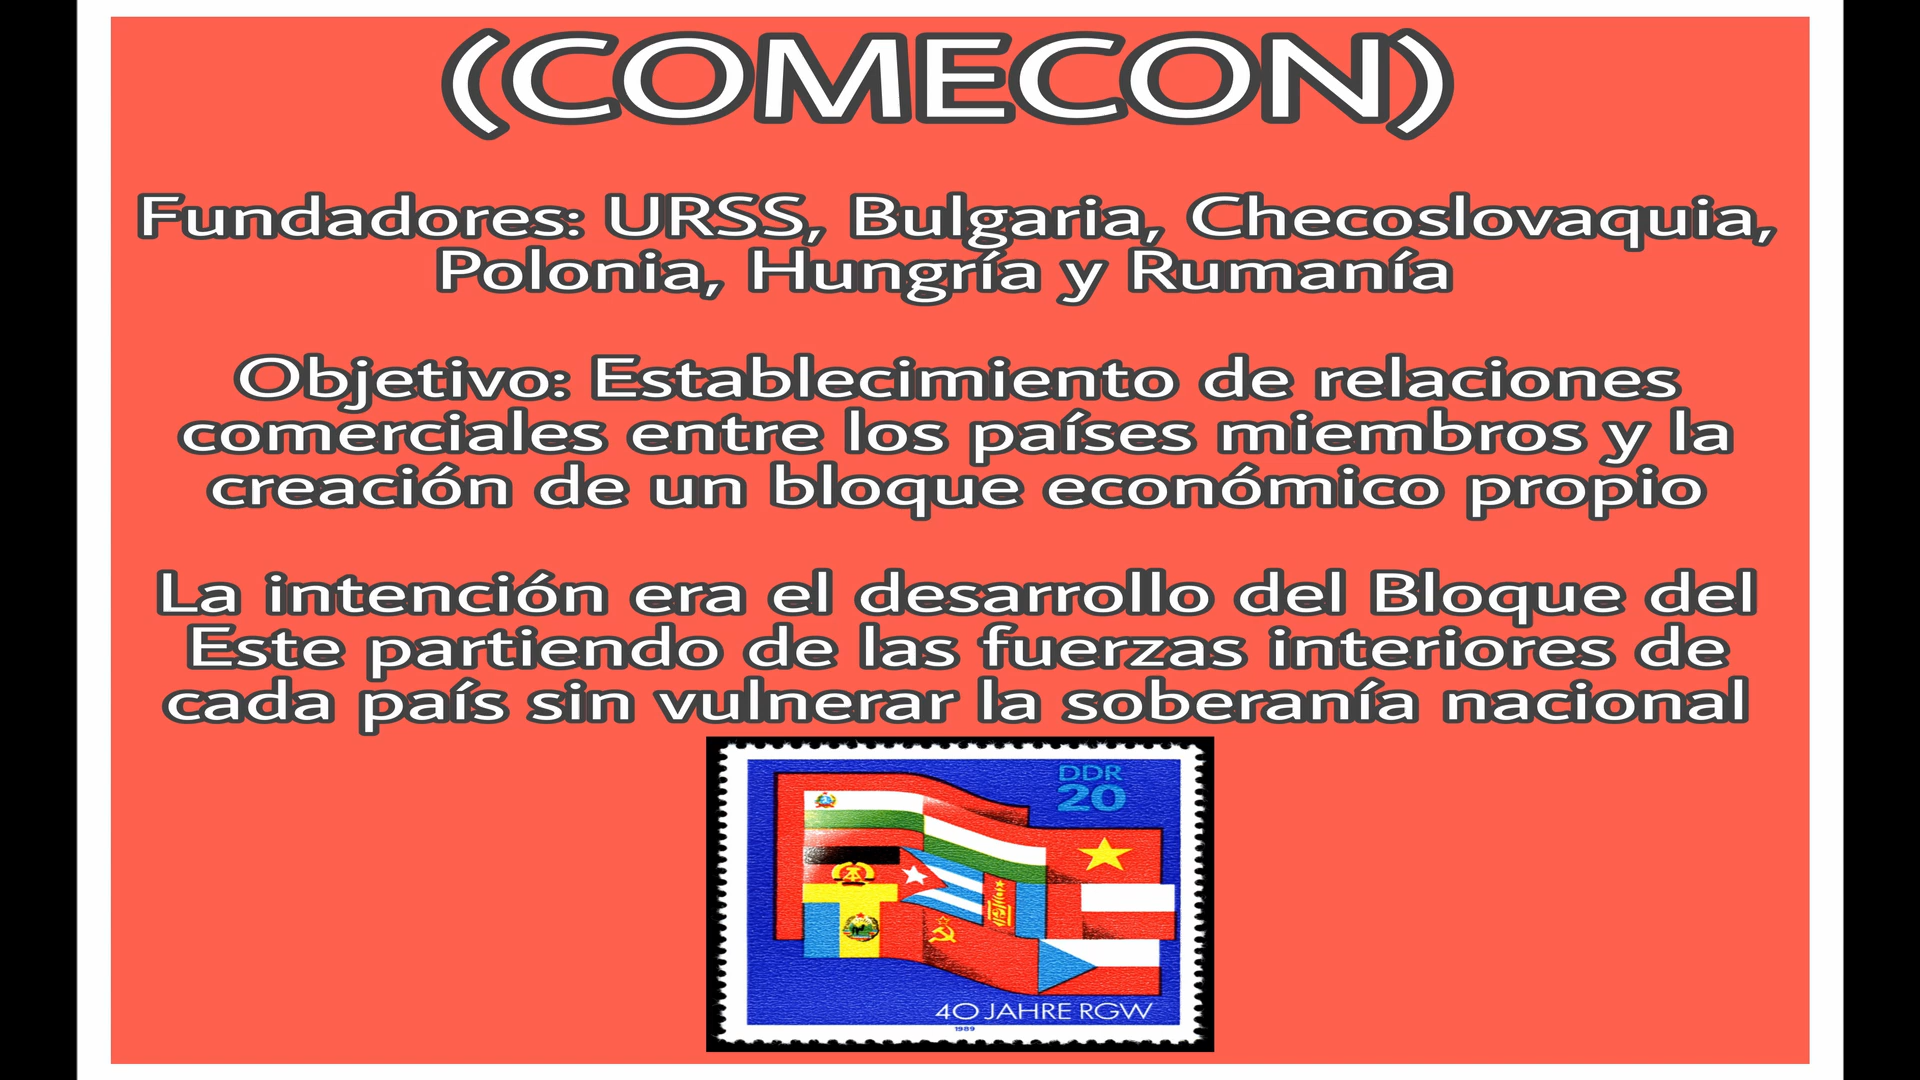 (COMECON)
Fundadores: URSS, Bulgaria, Checoslovaquia,
Polonia, Hungría y Rumanía
Objetivo: Establecimiento de relaciones
comerciales entre los países miembros y la
creación de un bloque económico propio
La intención era el desarrollo del Bloque del
Este partiendo de las fuerzas interiores de
cada país sin vulnerar la soberanía nacional
DDR
20
40 JAHRE RGW
1989